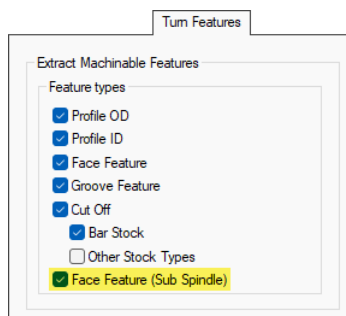 Turn Features
Extract Machinable Features
Feature types
Profile OD
Profile ID
Face Feature
Groove Feature
Cut Off
Bar Stock
Other Stock Types
Face Feature (Sub Spindle)